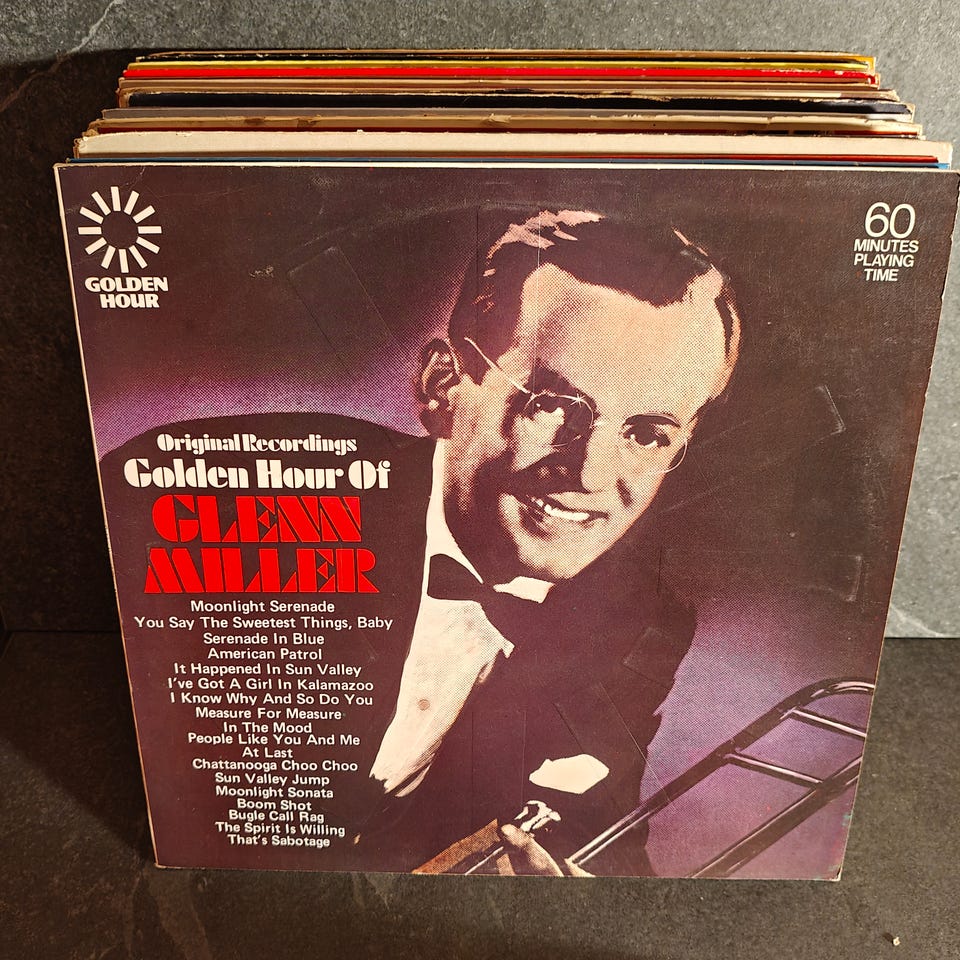 GOLDEN
HOUR
60
MINUTES
PLAYING
TIME
Original Recordings
Golden Hour Of
GLENN
MILLER
Moonlight Serenade
You Say The Sweetest Things, Baby
Serenade In Blue
American Patrol
It Happened In Sun Valley
I've Got A Girl In Kalamazoo
I Know Why And So Do You
Measure For Measure
In The Mood
People Like You And Me
At Last
Chattanooga Choo Choo
Sun Valley Jump
Moonlight Sonata
Boom Shot
Bugle Call Rag
The Spirit Is Willing
That's Sabotage